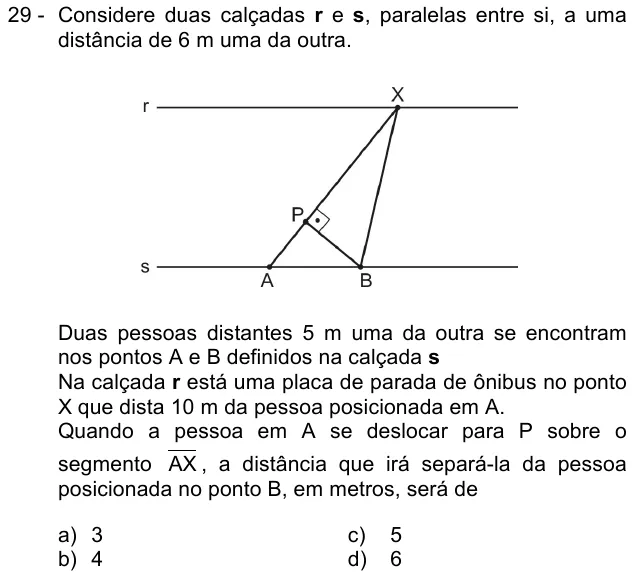 29 - Considere duas calçadas r e s, paralelas entre si, a uma
distância de 6 m uma da outra.
X
r
P
s
A
B
Duas pessoas distantes 5 m uma da outra se encontram
nos pontos A e B definidos na calçada s
Na calçada r está uma placa de parada de ônibus no ponto
X que dista 10 m da pessoa posicionada em A.
Quando a pessoa em A se deslocar para P sobre o
segmento A̅X̅, a distância que irá separá-la da pessoa
posicionada no ponto B, em metros, será de
a) 3
c) 5
b) 4
d) 6